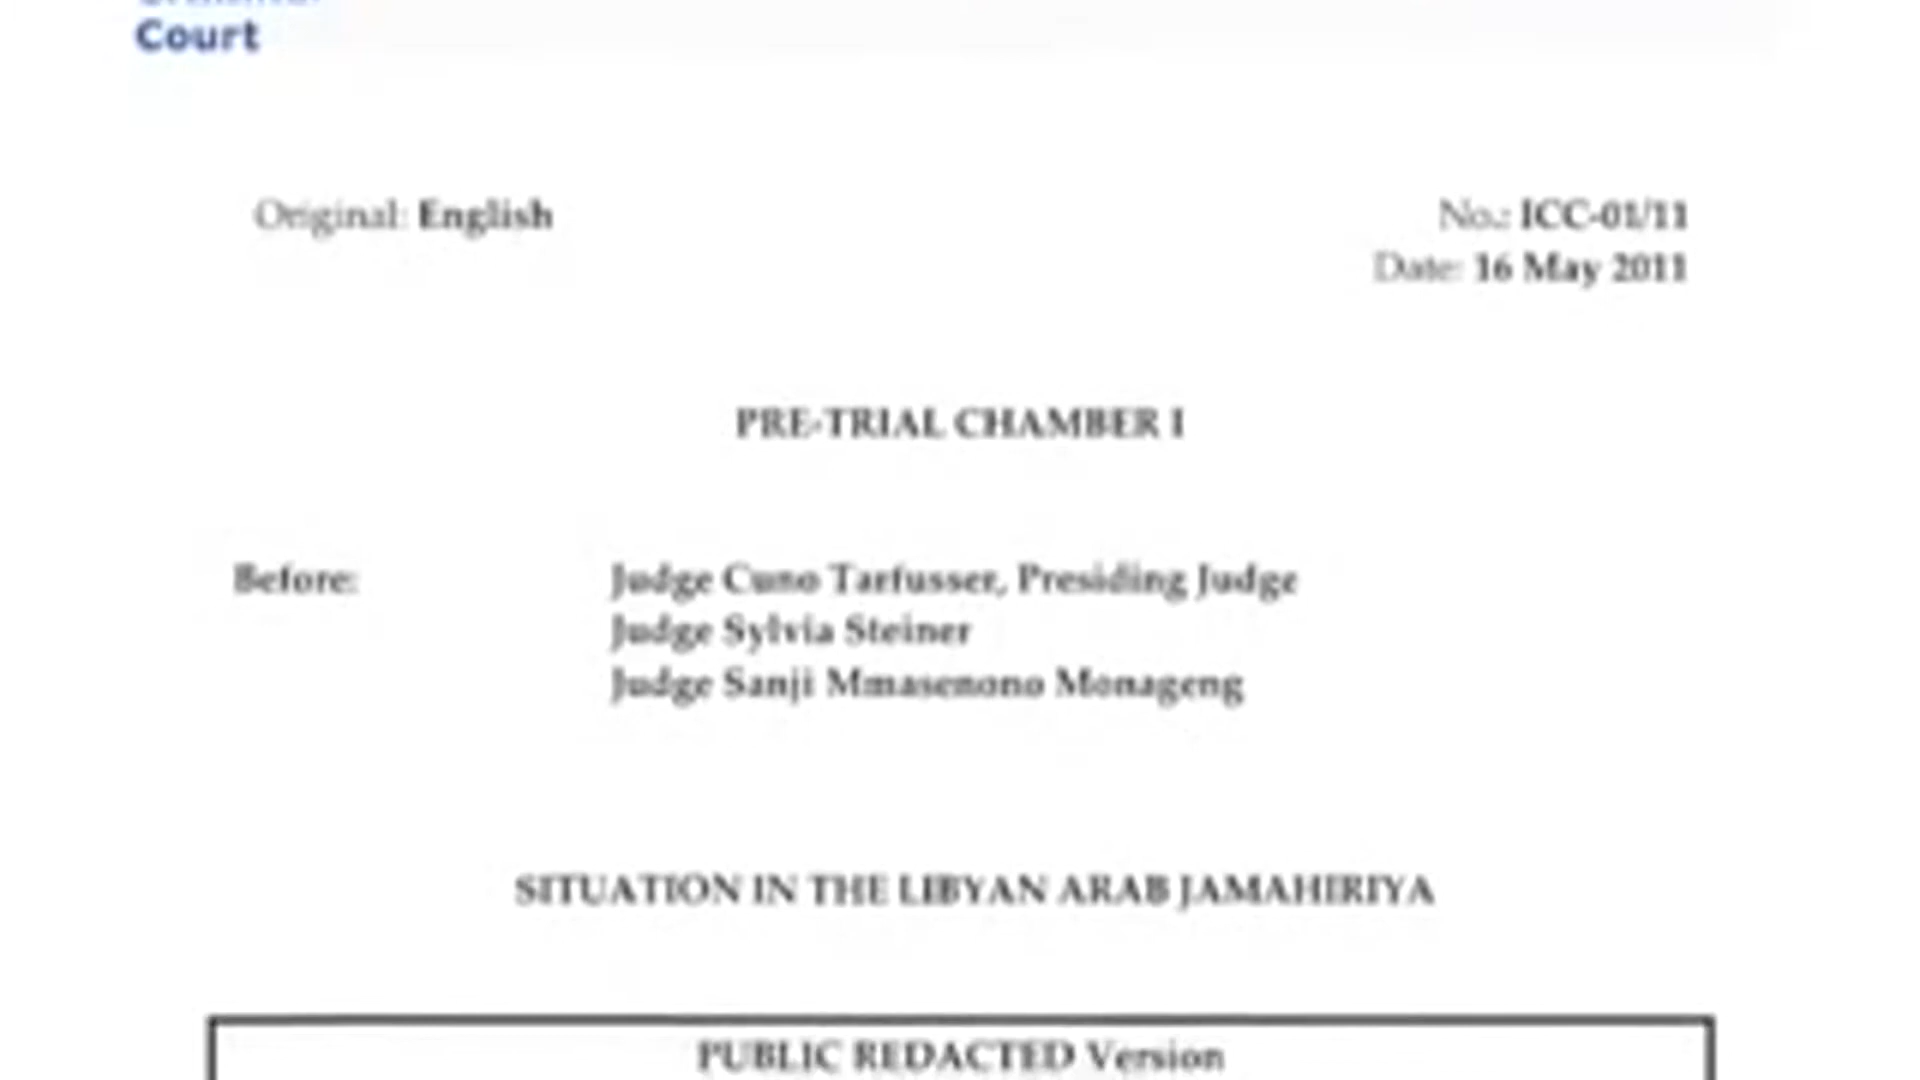 Court
Original: English
No.: ICC-01/11
Date: 16 May 2011
PRE-TRIAL CHAMBER I
Before:
Judge Cuno Tarfusser, Presiding Judge
Judge Sylvia Steiner
Judge Sanji Mmasenono Monageng
SITUATION IN THE LIBYAN ARAB JAMAHIRIYA
PUBLIC REDACTED Version